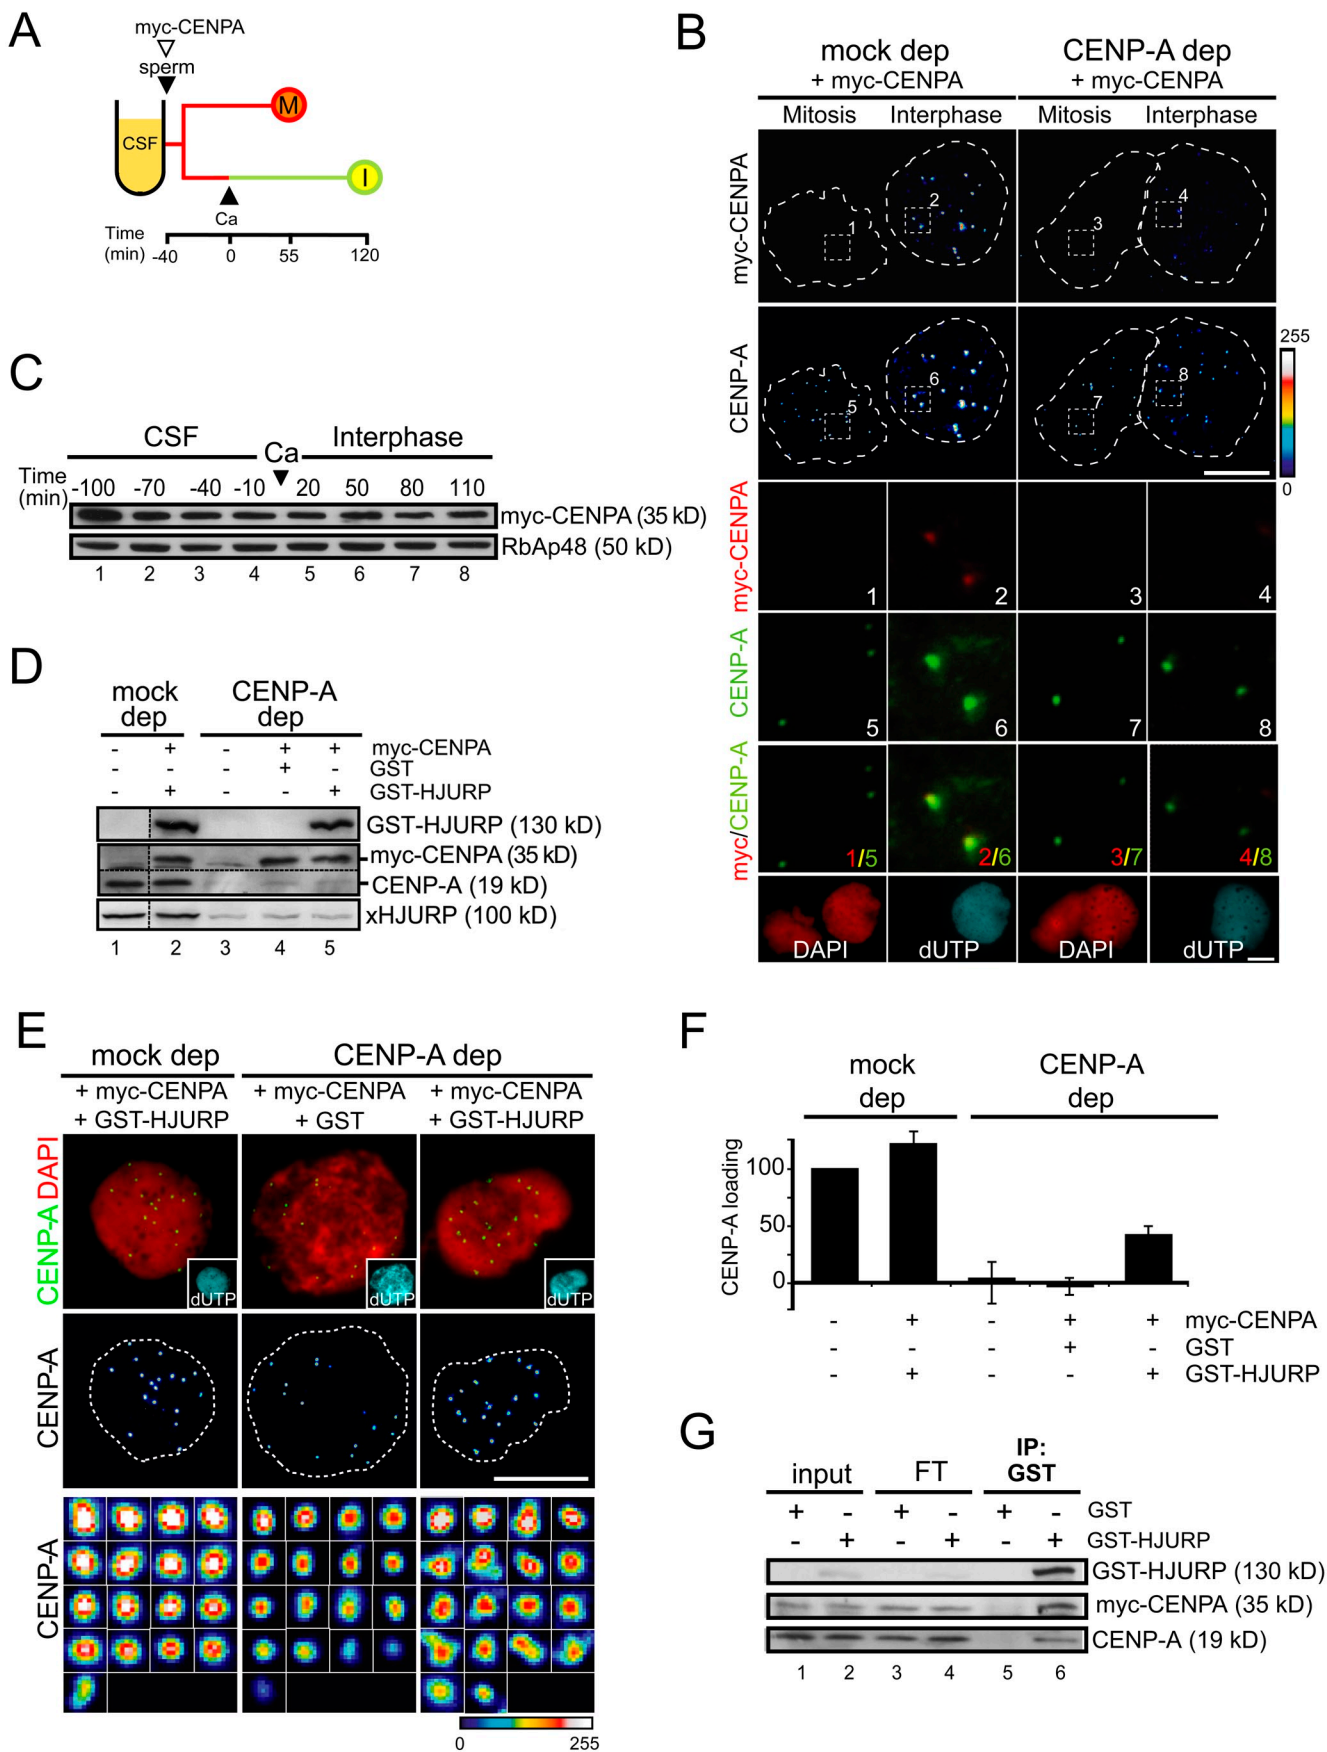 A
myc-CENPA
sperm
CSF
M
I
Ca
Time
(min)
-40 0 55 120
B
mock dep
+ myc-CENPA
CENP-A dep
+ myc-CENPA
Mitosis Interphase Mitosis Interphase
myc-CENPA
1 2 3 4
CENP-A
5 6 7 8
255
0
myc-CENPA
1 2 3 4
CENP-A
5 6 7 8
myc/CENP-A
1/5 2/6 3/7 4/8
DAPI dUTP DAPI dUTP
C
CSF Ca Interphase
Time
(min)
-100 -70 -40 -10 20 50 80 110
myc-CENPA (35 kD)
RbAp48 (50 kD)
1 2 3 4 5 6 7 8
D
mock
dep
CENP-A
dep
- + - + + myc-CENPA
- - - + - GST
- + - - + GST-HJURP
GST-HJURP (130 kD)
myc-CENPA (35 kD)
CENP-A (19 kD)
xHJURP (100 kD)
1 2 3 4 5
E
mock dep
CENP-A dep
+ myc-CENPA
+ GST-HJURP
+ myc-CENPA
+ GST
+ myc-CENPA
+ GST-HJURP
CENP-A DAPI
dUTP dUTP dUTP
CENP-A
CENP-A
0 255
F
mock
dep
CENP-A
dep
CENP-A loading
100
50
0
- + - + + myc-CENPA
- - - + - GST
- + - - + GST-HJURP
G
input FT IP:
GST
+ - + - + - GST
- + - + - + GST-HJURP
GST-HJURP (130 kD)
myc-CENPA (35 kD)
CENP-A (19 kD)
1 2 3 4 5 6